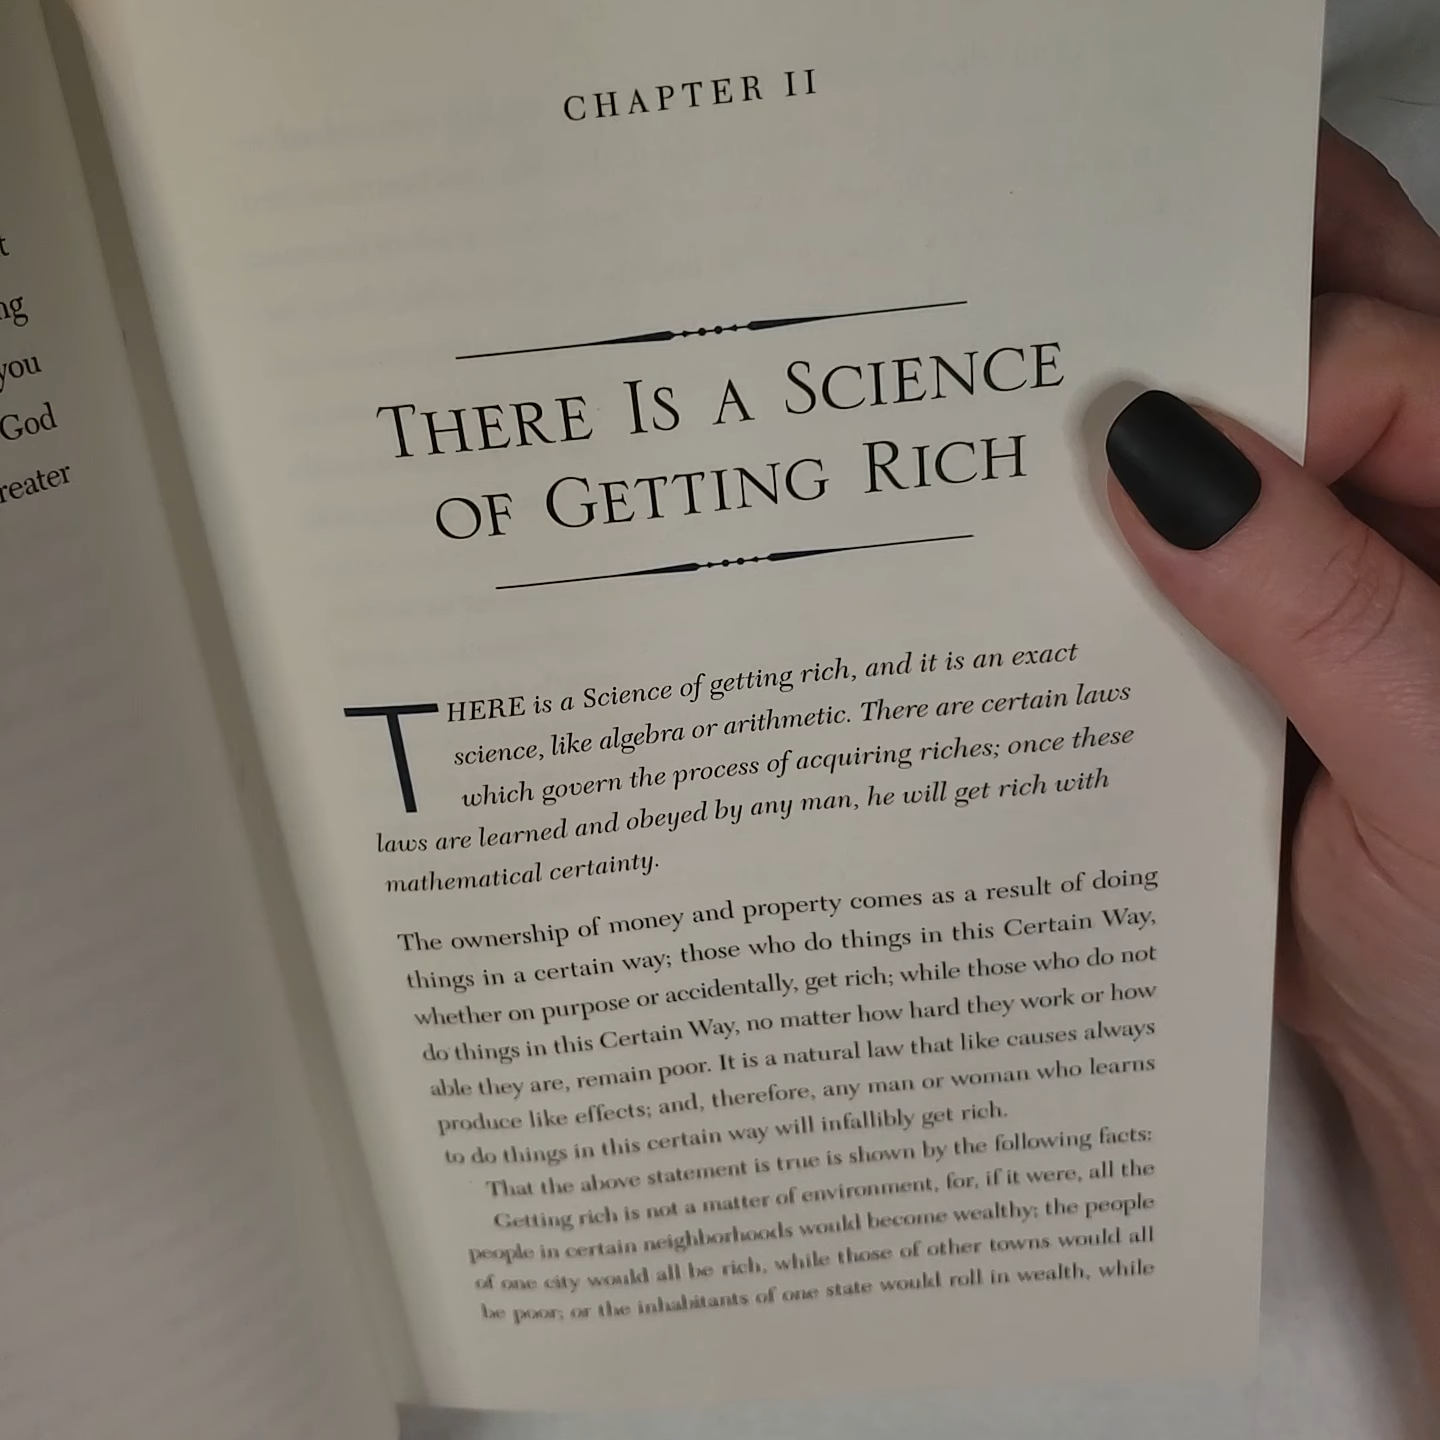 t
ng
you
God
reater
CHAPTER II
THERE IS A SCIENCE
OF GETTING RICH
THERE is a Science of getting rich, and it is an exact
science, like algebra or arithmetic. There are certain laws
which govern the process of acquiring riches; once these
laws are learned and obeyed by any man, he will get rich with
mathematical certainty.
The ownership of money and property comes as a result of doing
things in a certain way; those who do things in this Certain Way,
whether on purpose or accidentally, get rich; while those who do not
do things in this Certain Way, no matter how hard they work or how
able they are, remain poor. It is a natural law that like causes always
produce like effects; and, therefore, any man or woman who learns
to do things in this certain way will infallibly get rich.
That the above statement is true is shown by the following facts:
Getting rich is not a matter of environment, for, if it were, all the
people in certain neighborhoods would become wealthy; the people
of one city would all be rich, while those of other towns would all
be poor; or the inhabitants of one state would roll in wealth, while